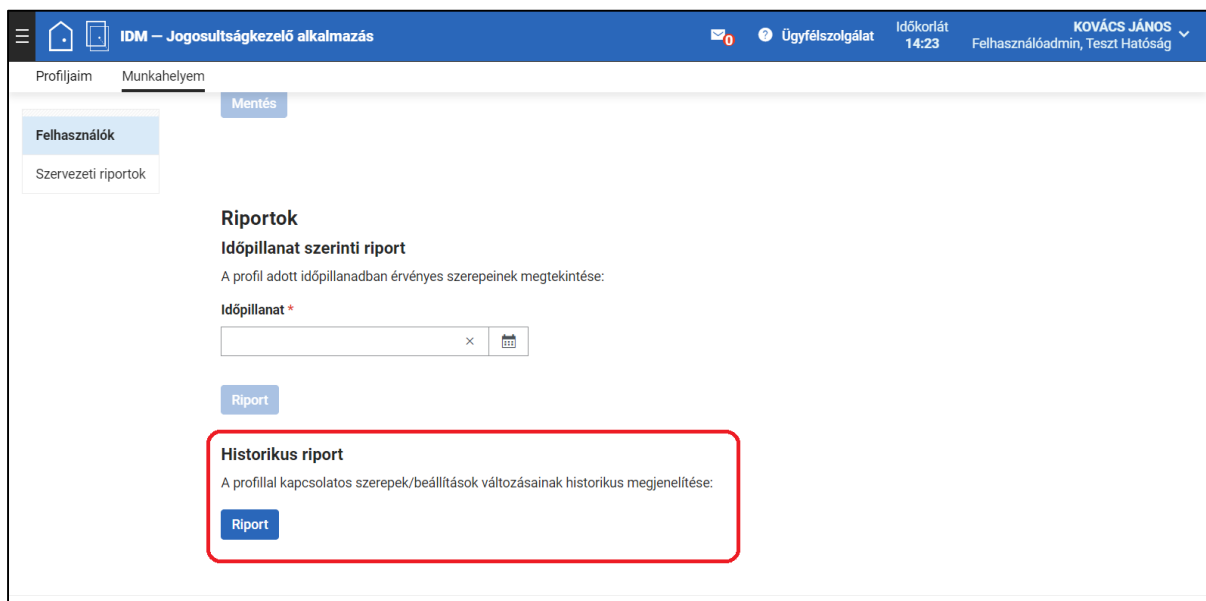 IDM — Jogosultságkezelő alkalmazás
0
? Ügyfélszolgálat
Időkorlát
14:23
KOVÁCS JÁNOS
Felhasználóadmin, Teszt Hatóság
Profiljaim
Munkahelyem
Mentés
Felhasználók
Szervezeti riportok
Riportok
Időpillanat szerinti riport
A profil adott időpillanadban érvényes szerepeinek megtekintése:
Időpillanat *
Riport
Historikus riport
A profillal kapcsolatos szerepek/beállítások változásainak historikus megjelenítése:
Riport